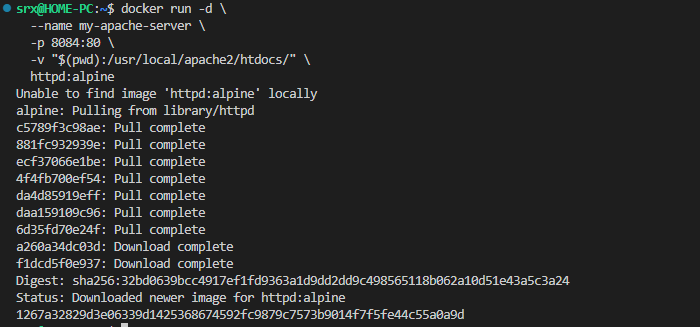 srx@HOME-PC:~$ docker run -d \
--name my-apache-server \
-p 8084:80 \
-v "$(pwd):/usr/local/apache2/htdocs/" \
httpd:alpine
Unable to find image 'httpd:alpine' locally
alpine: Pulling from library/httpd
c5789f3c98ae: Pull complete
881fc932939e: Pull complete
ecf37066e1be: Pull complete
4f4fb700ef54: Pull complete
da4d85919eff: Pull complete
daa159109c96: Pull complete
6d35fd70e24f: Pull complete
a260a34dc03d: Download complete
f1dcd5f0e937: Download complete
Digest: sha256:32bd0639bcc4917ef1fd9363a1d9dd2dd9c498565118b062a10d51e43a5c3a24
Status: Downloaded newer image for httpd:alpine
1267a32829d3e06339d1425368674592fc9879c7573b9014f7f5fe44c55a0a9d